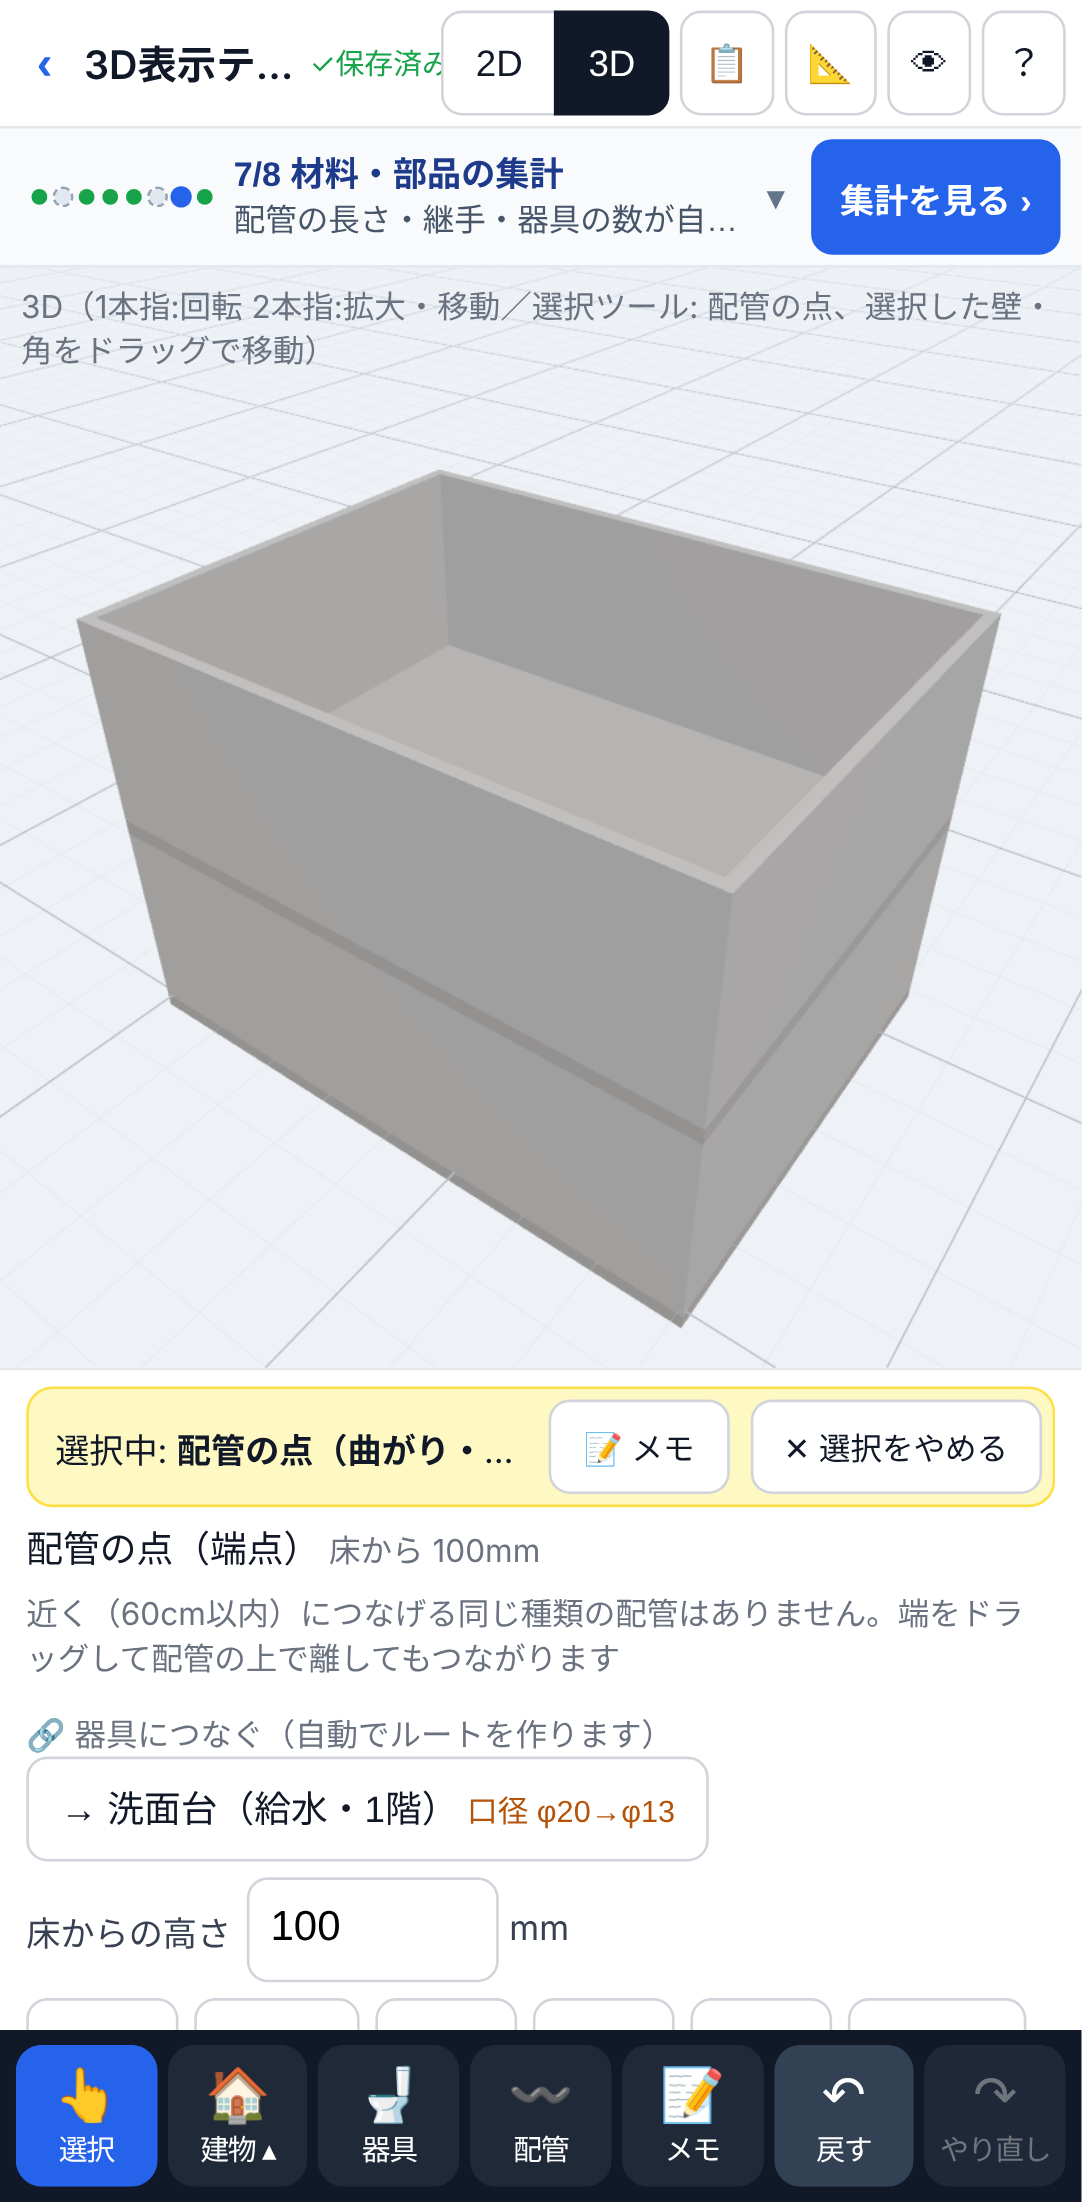 ‹ 3D表示テ… ✓保存済み 2D 3D ?
7/8 材料・部品の集計
配管の長さ・継手・器具の数が自… ▼
集計を見る ›
3D（1本指:回転 2本指:拡大・移動／選択ツール: 配管の点、選択した壁・
角をドラッグで移動）
選択中: 配管の点（曲がり・… 📝 メモ ✕ 選択をやめる
配管の点（端点） 床から 100mm
近く（60cm以内）につなげる同じ種類の配管はありません。端をドラ
ッグして配管の上で離してもつながります
🔗 器具につなぐ（自動でルートを作ります）
→ 洗面台（給水・1階） 口径 φ20→φ13
床からの高さ 100 mm
選択 建物▲ 器具 配管 メモ 戻す やり直し